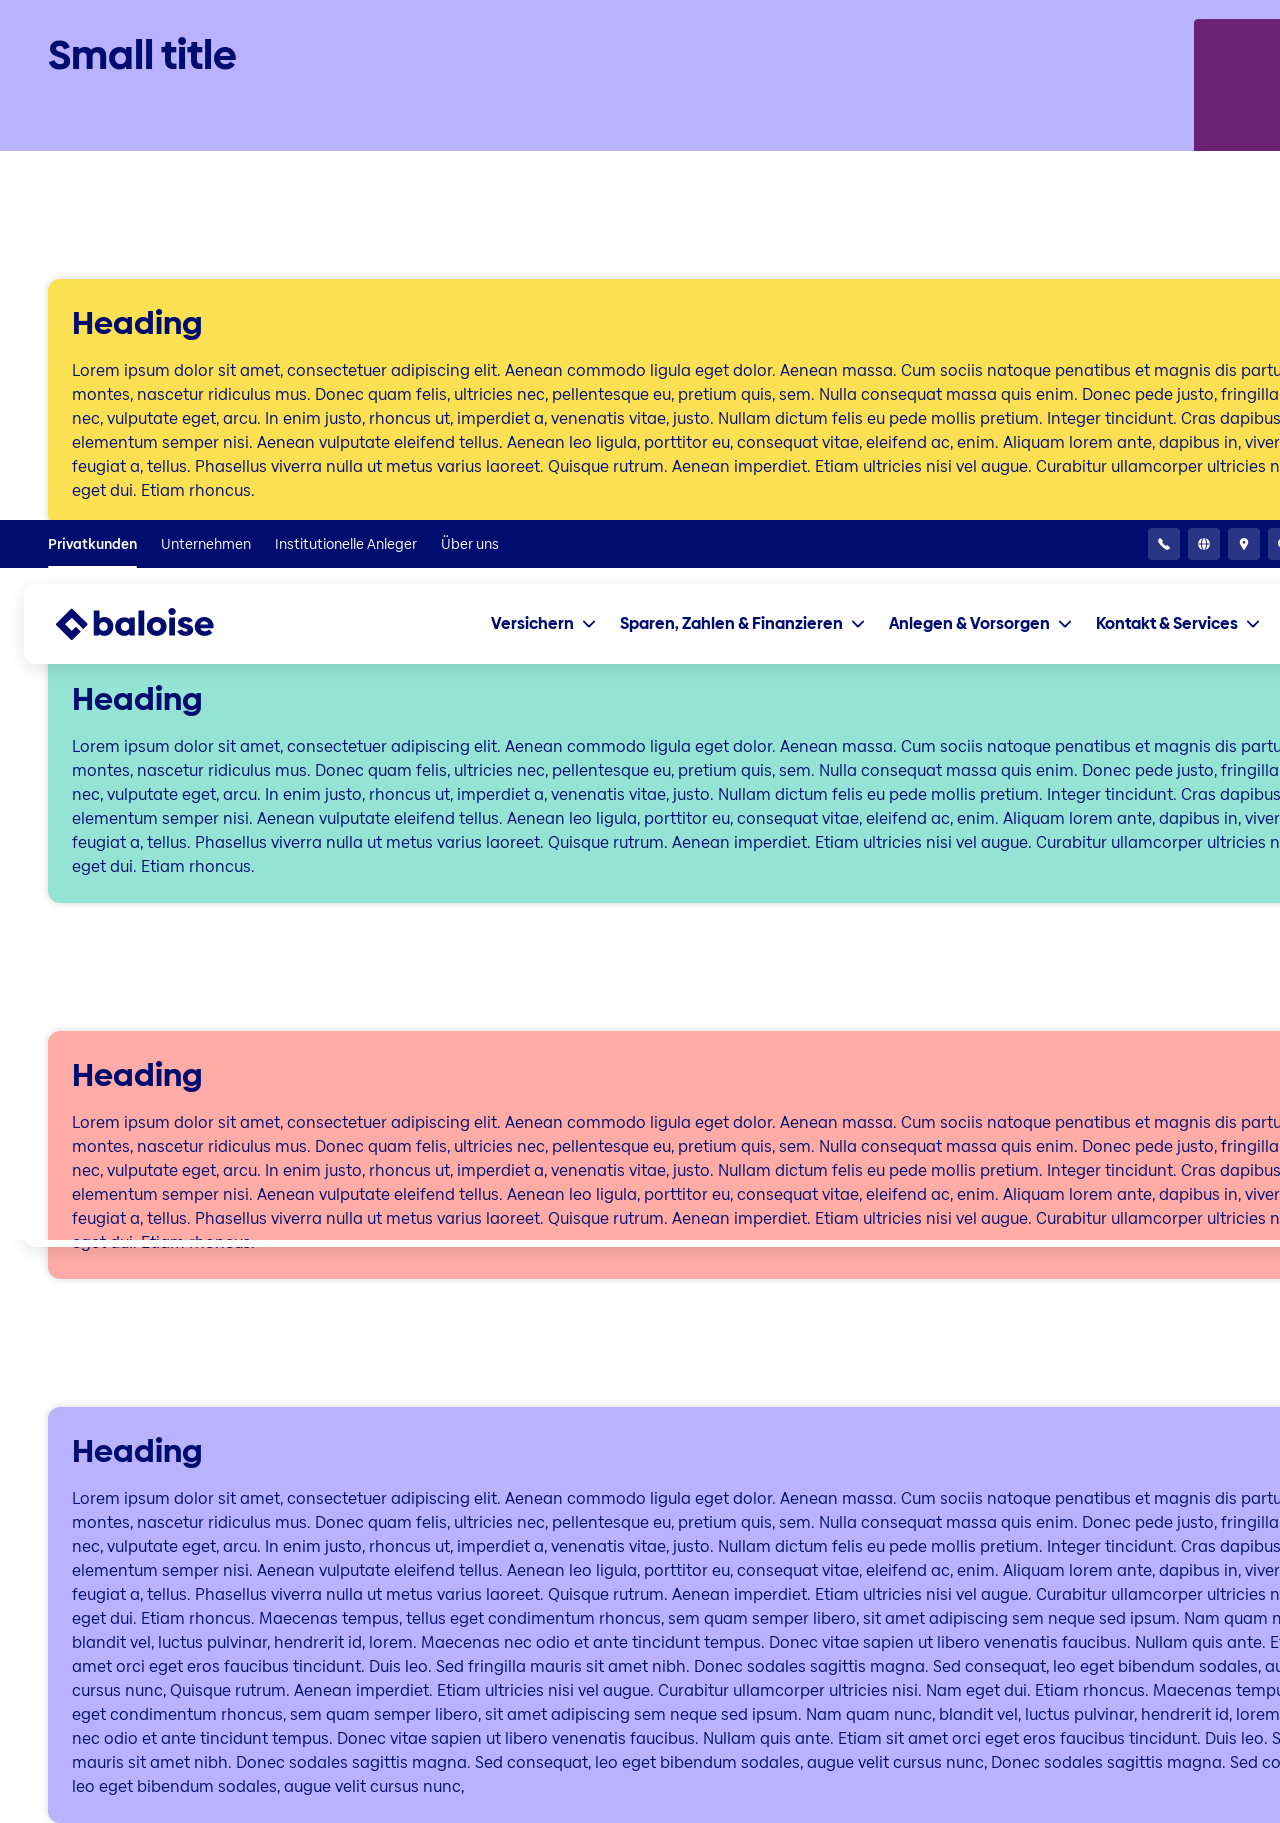 Small title
Heading
Lorem ipsum dolor sit amet, consectetuer adipiscing elit. Aenean commodo ligula eget dolor. Aenean massa. Cum sociis natoque penatibus et magnis dis partu
montes, nascetur ridiculus mus. Donec quam felis, ultricies nec, pellentesque eu, pretium quis, sem. Nulla consequat massa quis enim. Donec pede justo, fringilla
nec, vulputate eget, arcu. In enim justo, rhoncus ut, imperdiet a, venenatis vitae, justo. Nullam dictum felis eu pede mollis pretium. Integer tincidunt. Cras dapibus
elementum semper nisi. Aenean vulputate eleifend tellus. Aenean leo ligula, porttitor eu, consequat vitae, eleifend ac, enim. Aliquam lorem ante, dapibus in, viver
feugiat a, tellus. Phasellus viverra nulla ut metus varius laoreet. Quisque rutrum. Aenean imperdiet. Etiam ultricies nisi vel augue. Curabitur ullamcorper ultricies n
eget dui. Etiam rhoncus.
Privatkunden Unternehmen Institutionelle Anleger Über uns
baloise Versichern Sparen, Zahlen & Finanzieren Anlegen & Vorsorgen Kontakt & Services
Heading
Lorem ipsum dolor sit amet, consectetuer adipiscing elit. Aenean commodo ligula eget dolor. Aenean massa. Cum sociis natoque penatibus et magnis dis partu
montes, nascetur ridiculus mus. Donec quam felis, ultricies nec, pellentesque eu, pretium quis, sem. Nulla consequat massa quis enim. Donec pede justo, fringilla
nec, vulputate eget, arcu. In enim justo, rhoncus ut, imperdiet a, venenatis vitae, justo. Nullam dictum felis eu pede mollis pretium. Integer tincidunt. Cras dapibus
elementum semper nisi. Aenean vulputate eleifend tellus. Aenean leo ligula, porttitor eu, consequat vitae, eleifend ac, enim. Aliquam lorem ante, dapibus in, viver
feugiat a, tellus. Phasellus viverra nulla ut metus varius laoreet. Quisque rutrum. Aenean imperdiet. Etiam ultricies nisi vel augue. Curabitur ullamcorper ultricies n
eget dui. Etiam rhoncus.
Heading
Lorem ipsum dolor sit amet, consectetuer adipiscing elit. Aenean commodo ligula eget dolor. Aenean massa. Cum sociis natoque penatibus et magnis dis partu
montes, nascetur ridiculus mus. Donec quam felis, ultricies nec, pellentesque eu, pretium quis, sem. Nulla consequat massa quis enim. Donec pede justo, fringilla
nec, vulputate eget, arcu. In enim justo, rhoncus ut, imperdiet a, venenatis vitae, justo. Nullam dictum felis eu pede mollis pretium. Integer tincidunt. Cras dapibus
elementum semper nisi. Aenean vulputate eleifend tellus. Aenean leo ligula, porttitor eu, consequat vitae, eleifend ac, enim. Aliquam lorem ante, dapibus in, viver
feugiat a, tellus. Phasellus viverra nulla ut metus varius laoreet. Quisque rutrum. Aenean imperdiet. Etiam ultricies nisi vel augue. Curabitur ullamcorper ultricies n
Heading
Lorem ipsum dolor sit amet, consectetuer adipiscing elit. Aenean commodo ligula eget dolor. Aenean massa. Cum sociis natoque penatibus et magnis dis partu
montes, nascetur ridiculus mus. Donec quam felis, ultricies nec, pellentesque eu, pretium quis, sem. Nulla consequat massa quis enim. Donec pede justo, fringilla
nec, vulputate eget, arcu. In enim justo, rhoncus ut, imperdiet a, venenatis vitae, justo. Nullam dictum felis eu pede mollis pretium. Integer tincidunt. Cras dapibus
elementum semper nisi. Aenean vulputate eleifend tellus. Aenean leo ligula, porttitor eu, consequat vitae, eleifend ac, enim. Aliquam lorem ante, dapibus in, viver
feugiat a, tellus. Phasellus viverra nulla ut metus varius laoreet. Quisque rutrum. Aenean imperdiet. Etiam ultricies nisi vel augue. Curabitur ullamcorper ultricies n
eget dui. Etiam rhoncus. Maecenas tempus, tellus eget condimentum rhoncus, sem quam semper libero, sit amet adipiscing sem neque sed ipsum. Nam quam n
blandit vel, luctus pulvinar, hendrerit id, lorem. Maecenas nec odio et ante tincidunt tempus. Donec vitae sapien ut libero venenatis faucibus. Nullam quis ante. E
amet orci eget eros faucibus tincidunt. Duis leo. Sed fringilla mauris sit amet nibh. Donec sodales sagittis magna. Sed consequat, leo eget bibendum sodales, au
cursus nunc, Quisque rutrum. Aenean imperdiet. Etiam ultricies nisi vel augue. Curabitur ullamcorper ultricies nisi. Nam eget dui. Etiam rhoncus. Maecenas tempu
eget condimentum rhoncus, sem quam semper libero, sit amet adipiscing sem neque sed ipsum. Nam quam nunc, blandit vel, luctus pulvinar, hendrerit id, lorem
nec odio et ante tincidunt tempus. Donec vitae sapien ut libero venenatis faucibus. Nullam quis ante. Etiam sit amet orci eget eros faucibus tincidunt. Duis leo. S
mauris sit amet nibh. Donec sodales sagittis magna. Sed consequat, leo eget bibendum sodales, augue velit cursus nunc, Donec sodales sagittis magna. Sed co
leo eget bibendum sodales, augue velit cursus nunc,